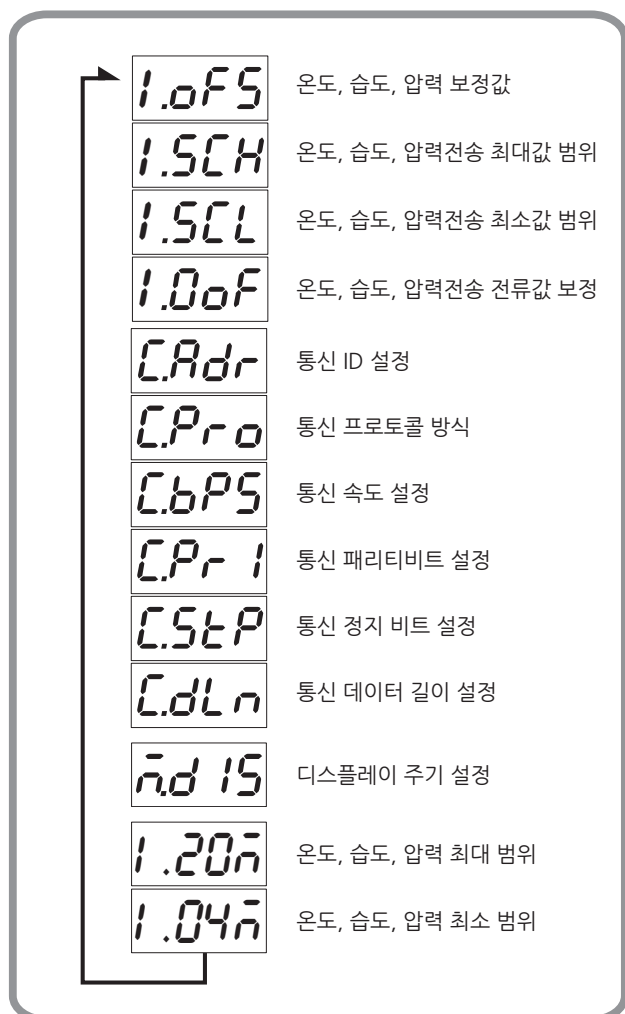 1.oFS 온도, 습도, 압력 보정값
1.SCH 온도, 습도, 압력전송 최대값 범위
1.SCL 온도, 습도, 압력전송 최소값 범위
1.0oF 온도, 습도, 압력전송 전류값 보정
C.Adr 통신 ID 설정
C.Pro 통신 프로토콜 방식
C.bPS 통신 속도 설정
C.Pr1 통신 패리티비트 설정
C.StP 통신 정지 비트 설정
C.dLn 통신 데이터 길이 설정
n̄.d1S 디스플레이 주기 설정
1.20n̄ 온도, 습도, 압력 최대 범위
1.04n̄ 온도, 습도, 압력 최소 범위